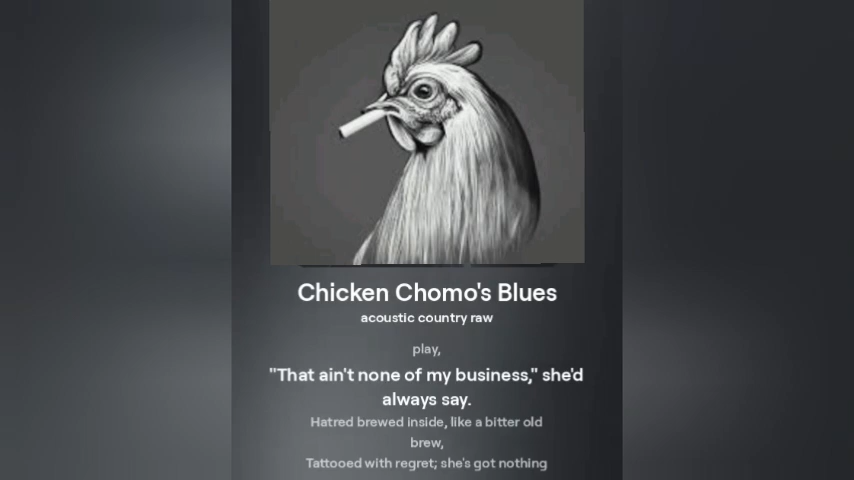 Chicken Chomo's Blues
acoustic country raw
play,
"That ain't none of my business," she'd
always say.
Hatred brewed inside, like a bitter old
brew,
Tattooed with regret; she's got nothing